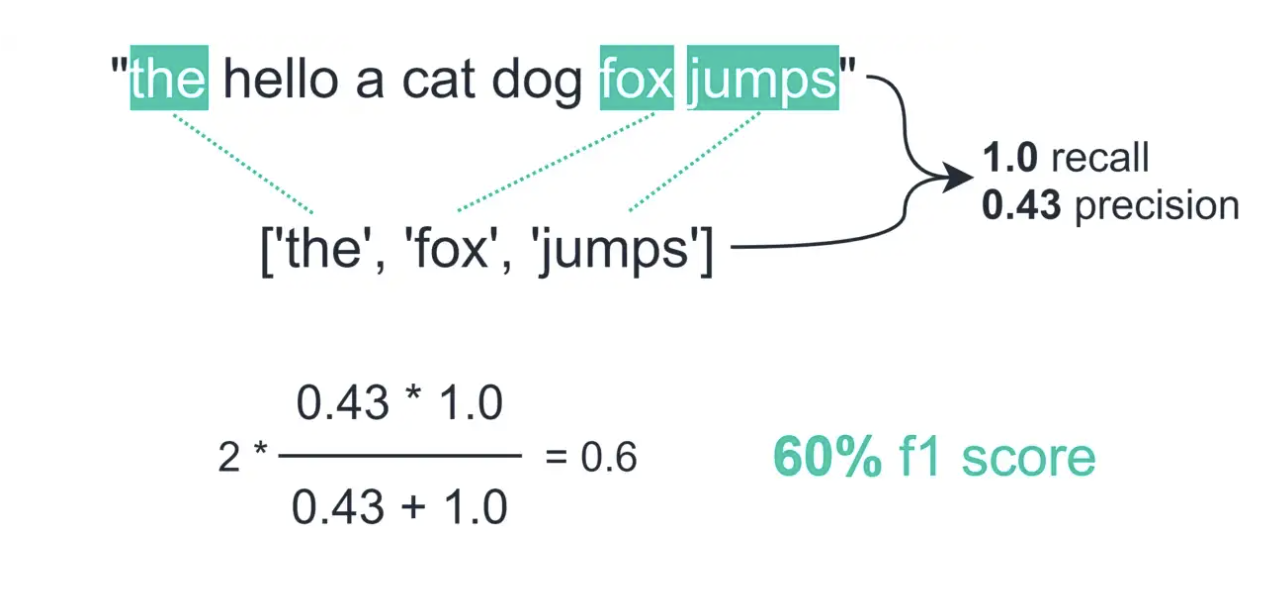 "the hello a cat dog fox jumps"
1.0 recall
0.43 precision
['the', 'fox', 'jumps']
0.43 * 1.0
2 *
= 0.6
0.43 + 1.0
60% f1 score